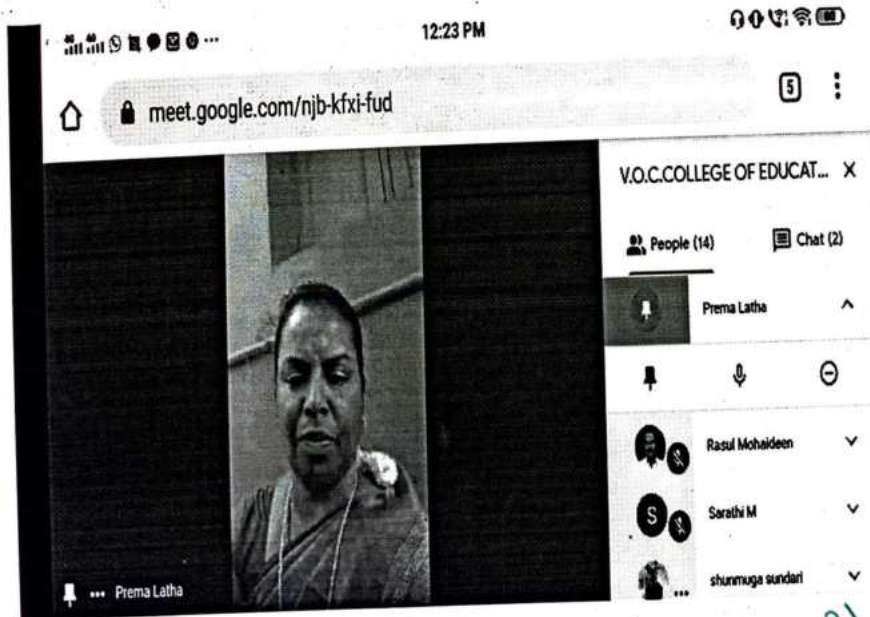 12:23 PM
meet.google.com/njb-kfxi-fud
5
V.O.C.COLLEGE OF EDUCAT... X
People (14)
Chat (2)
Prema Latha
Rasul Mohaideen
S
Sarathi M
shunmuga sundari
... Prema Latha